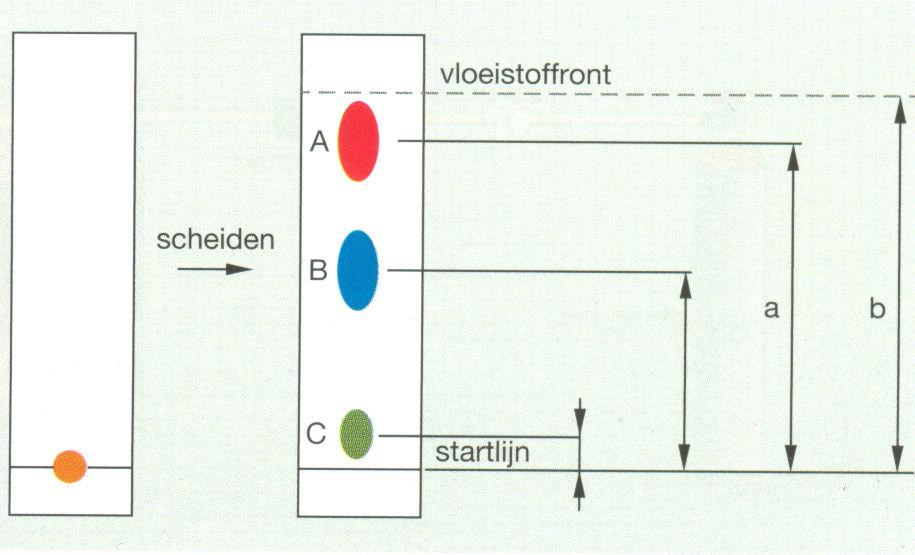 vloeistoffront
A
scheiden
B
a
b
C
startlijn